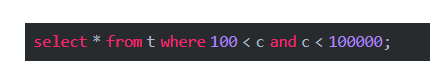 select * from t where 100 < c and c < 100000;